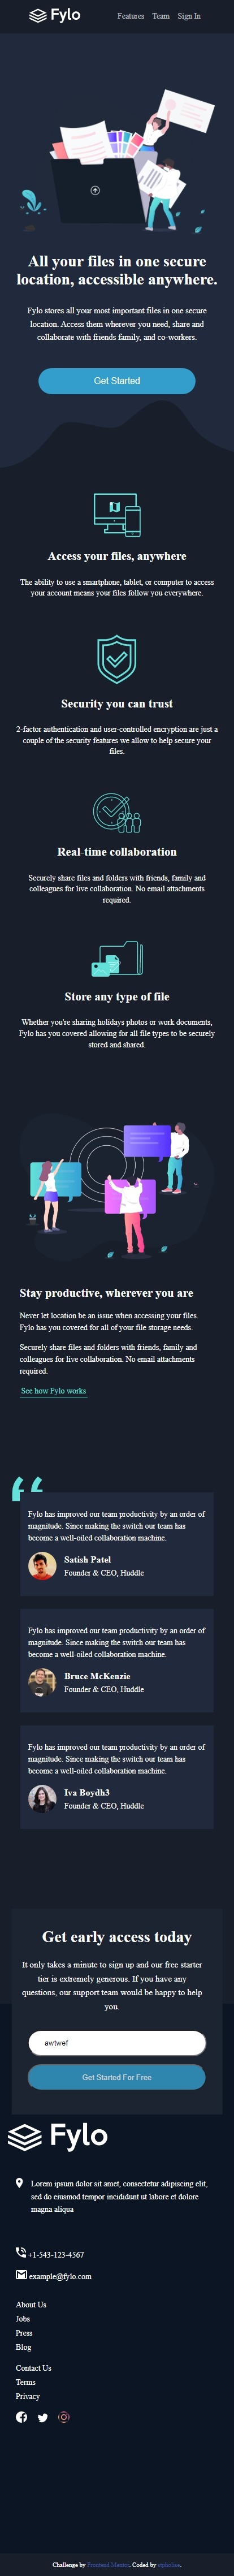 Fylo
Features Team Sign In
All your files in one secure
location, accessible anywhere.
Fylo stores all your most important files in one secure
location. Access them wherever you need, share and
collaborate with friends family, and co-workers.
Get Started
Access your files, anywhere
The ability to use a smartphone, tablet, or computer to access
your account means your files follow you everywhere.
Security you can trust
2-factor authentication and user-controlled encryption are just a
couple of the security features we allow to help secure your
files.
Real-time collaboration
Securely share files and folders with friends, family and
colleagues for live collaboration. No email attachments
required.
Store any type of file
Whether you're sharing holidays photos or work documents,
Fylo has you covered allowing for all file types to be securely
stored and shared.
Stay productive, wherever you are
Never let location be an issue when accessing your files.
Fylo has you covered for all of your file storage needs.
Securely share files and folders with friends, family and
colleagues for live collaboration. No email attachments
required.
See how Fylo works
Fylo has improved our team productivity by an order of
magnitude. Since making the switch our team has
become a well-oiled collaboration machine.
Satish Patel
Founder & CEO, Huddle
Fylo has improved our team productivity by an order of
magnitude. Since making the switch our team has
become a well-oiled collaboration machine.
Bruce McKenzie
Founder & CEO, Huddle
Fylo has improved our team productivity by an order of
magnitude. Since making the switch our team has
become a well-oiled collaboration machine.
Iva Boydh3
Founder & CEO, Huddle
Get early access today
It only takes a minute to sign up and our free starter
tier is extremely generous. If you have any
questions, our support team would be happy to help
you.
awtwef
Get Started For Free
Fylo
Lorem ipsum dolor sit amet, consectetur adipiscing elit,
sed do eiusmod tempor incididunt ut labore et dolore
magna aliqua
+1-543-123-4567
example@fylo.com
About Us
Jobs
Press
Blog
Contact Us
Terms
Privacy
Challenge by Frontend Mentor. Coded by